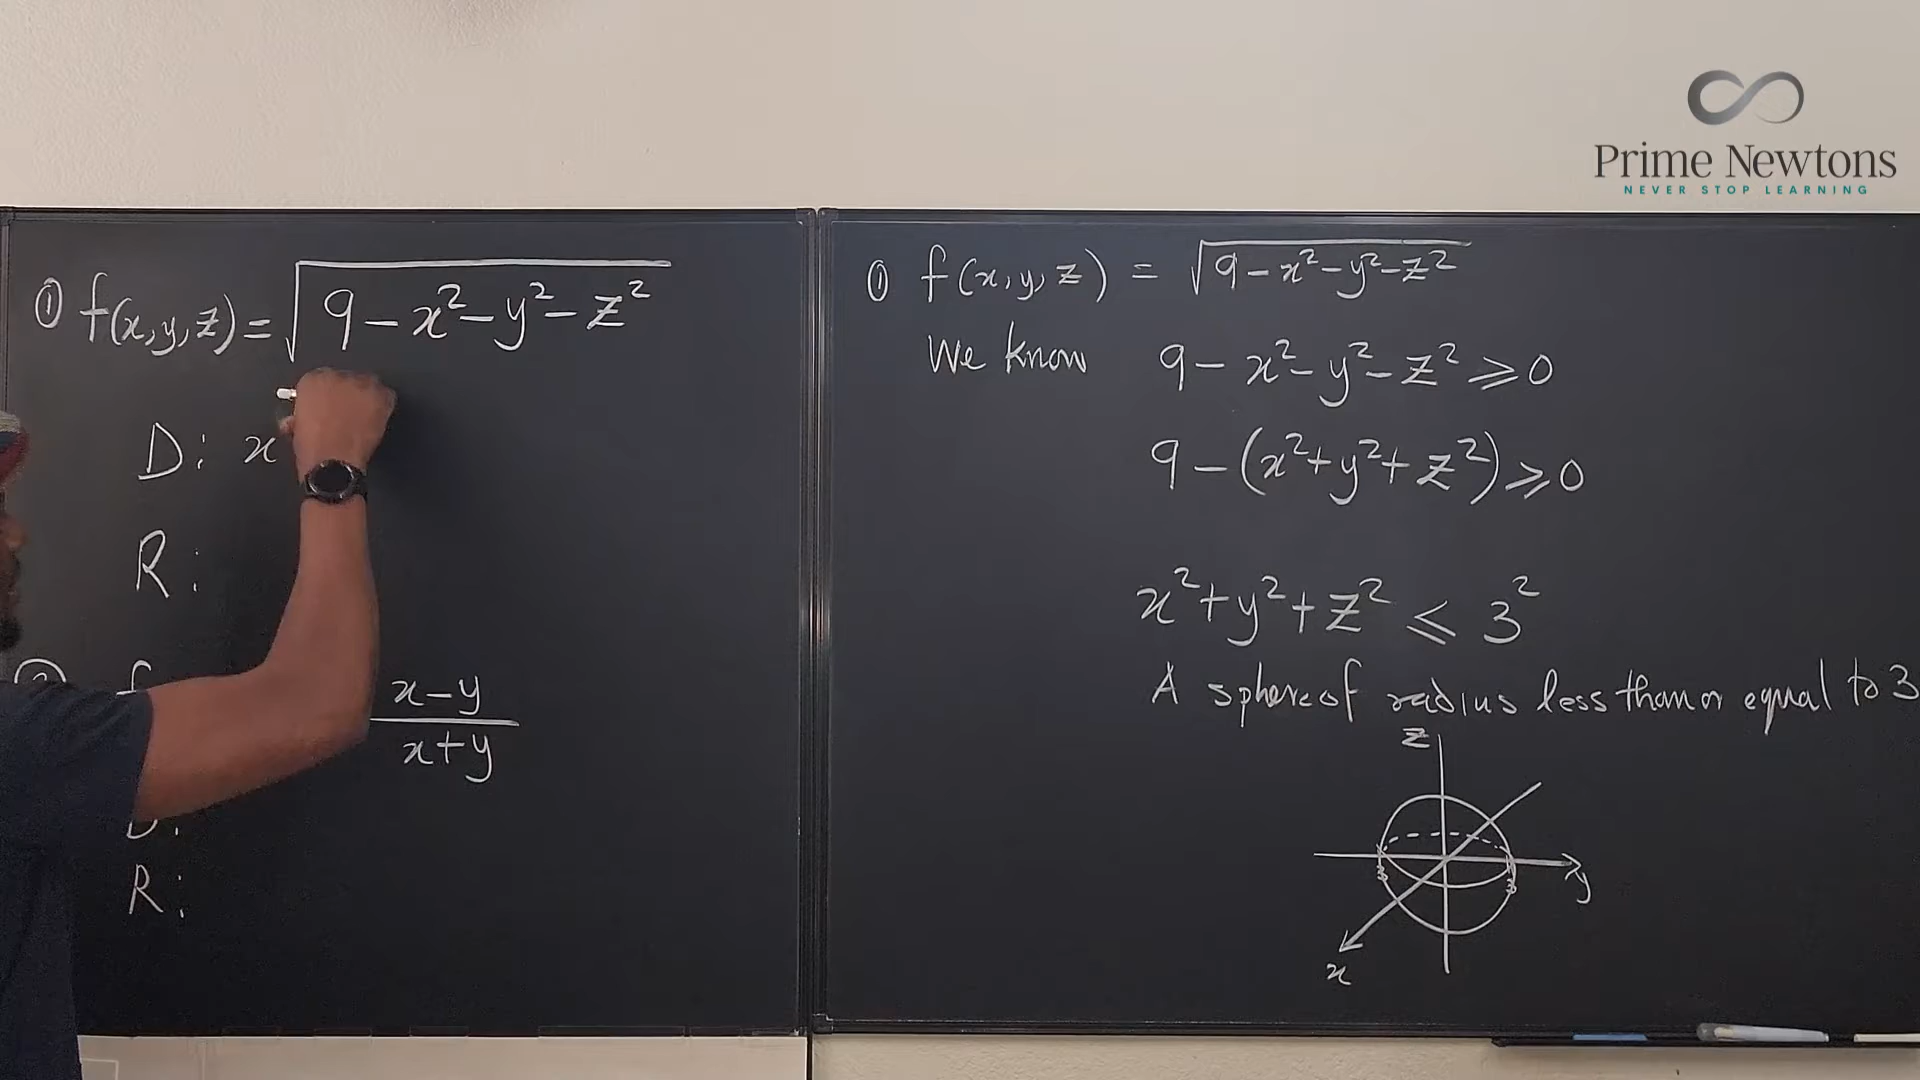 Prime Newtons
NEVER STOP LEARNING
① f(x,y,z) = √(9 - x² - y² - z²)
D: x
R:
x-y
x+y
R:
① f(x,y,z) = √(9-x²-y²-z²)
We know 9 - x² - y² - z² ≥ 0
9 - (x²+y²+z²) ≥ 0
x²+y²+z² ≤ 3²
A sphere of radius less than or equal to 3
z
3 3
y
x